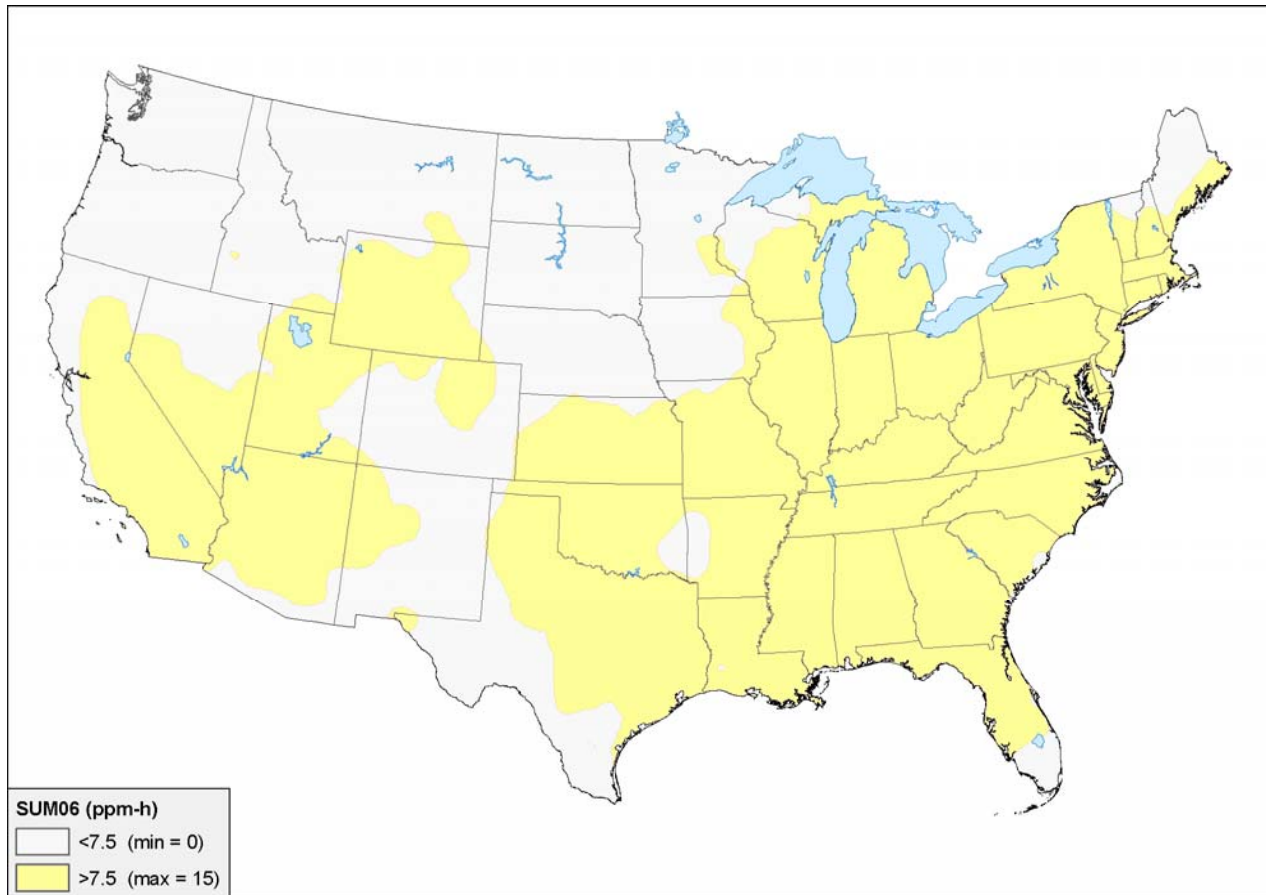 SUM06 (ppm-h)
<7.5 (min = 0)
>7.5 (max = 15)